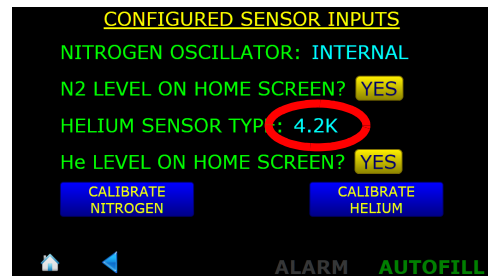 CONFIGURED SENSOR INPUTS
NITROGEN OSCILLATOR: INTERNAL
N2 LEVEL ON HOME SCREEN? YES
HELIUM SENSOR TYPE: 4.2K
He LEVEL ON HOME SCREEN? YES
CALIBRATE NITROGEN
CALIBRATE HELIUM
ALARM AUTOFILL